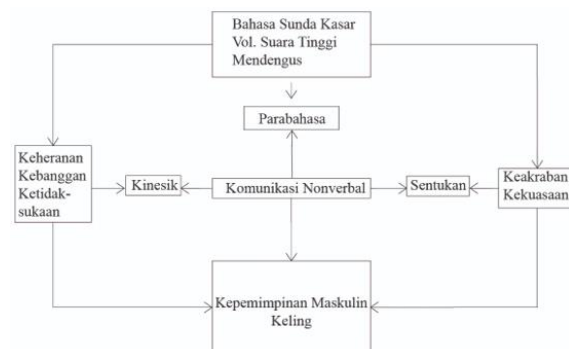 Bahasa Sunda Kasar
Vol. Suara Tinggi
Mendengus
Parabahasa
Keheranan
Kebanggan
Ketidak-
sukaan
Kinesik
Komunikasi Nonverbal
Sentukan
Keakraban
Kekuasaan
Kepemimpinan Maskulin
Keling